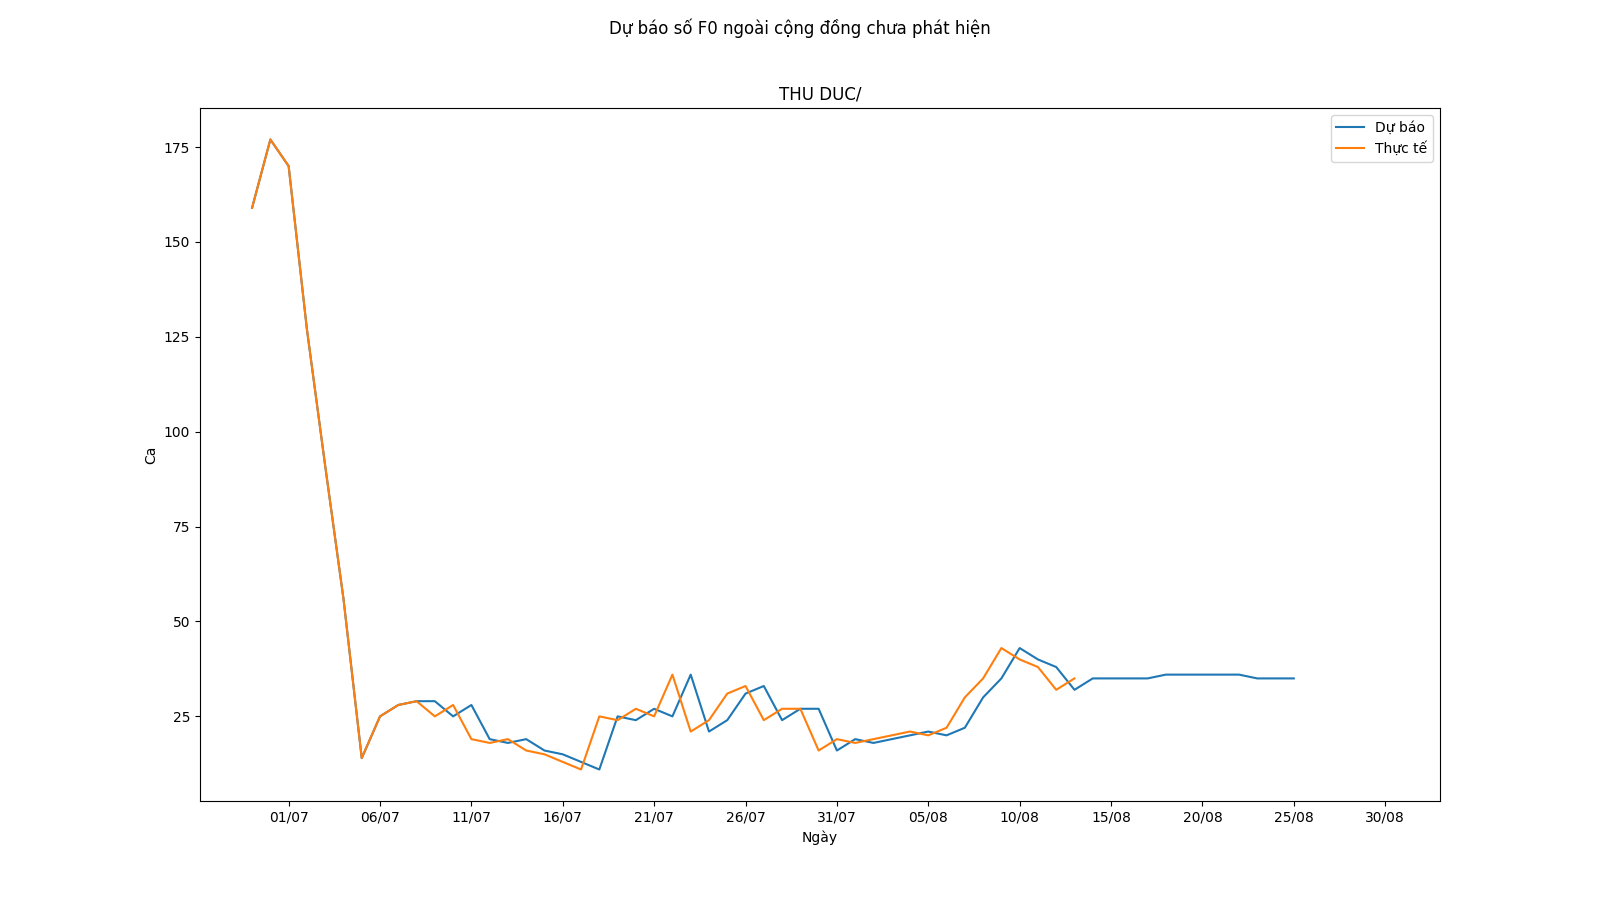 Dự báo số F0 ngoài cộng đồng chưa phát hiện
THU DUC/
Dự báo
Thực tế
175
150
125
100
75
50
25
Ca
01/07 06/07 11/07 16/07 21/07 26/07 31/07 05/08 10/08 15/08 20/08 25/08 30/08
Ngày